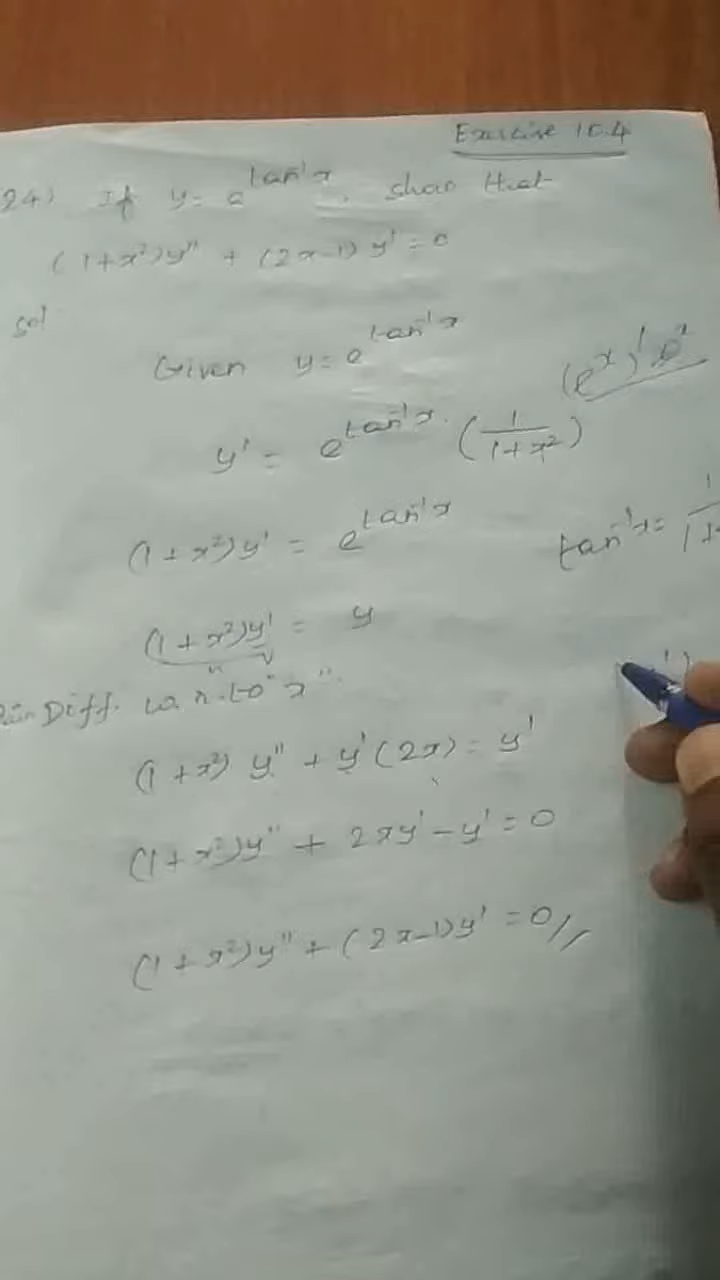 Exercise 10.4
24) If y = e^tan⁻¹x, show that
(1+x²)y" + (2x-1) y' = 0
Sol
Given y = e^tan⁻¹x
(e^x)' e^x
y' = e^tan⁻¹x. (1/1+x²)
(1+x²)y' = e^tan⁻¹x
tan⁻¹x = 1/1+
(1+x²)y' = y
u v
Diff. w.r.to "x".
(1+x²) y" + y'(2x) = y'
(1+x²)y" + 2xy' - y' = 0
(1+x²)y" + (2x-1)y' = 0//